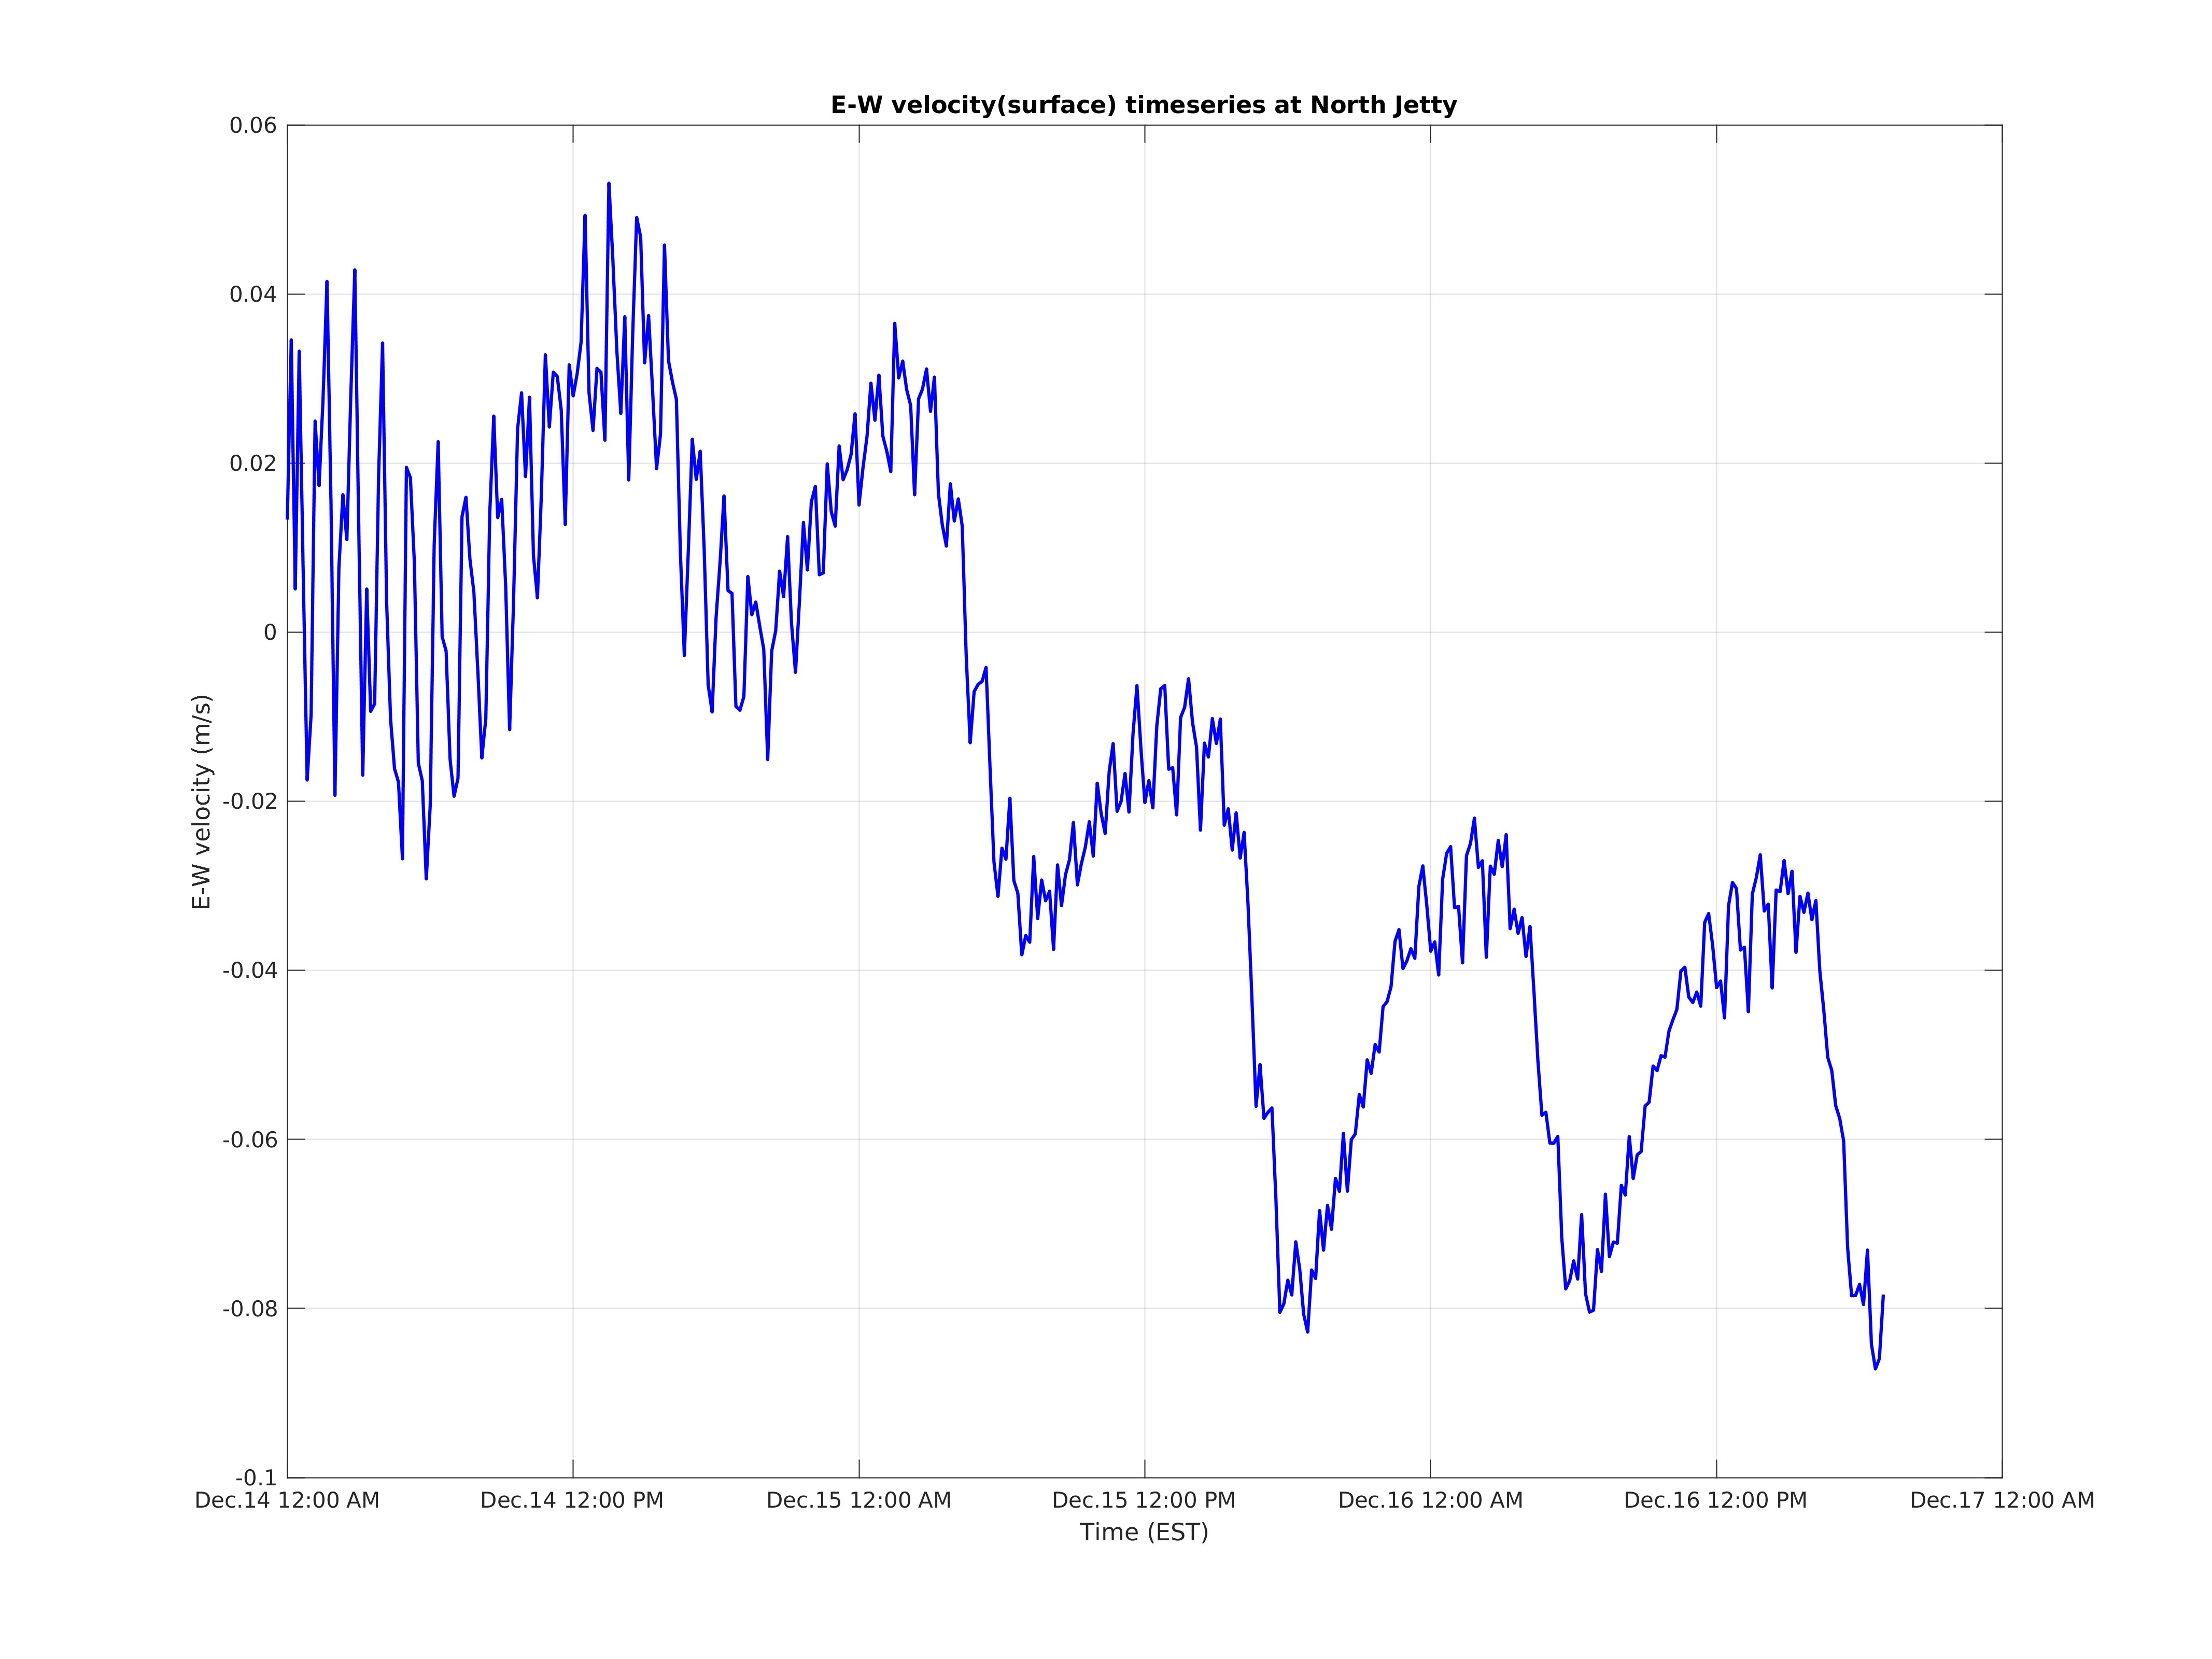 E-W velocity(surface) timeseries at North Jetty
0.06
0.04
0.02
0
-0.02
-0.04
-0.06
-0.08
-0.1
E-W velocity (m/s)
Dec.14 12:00 AM
Dec.14 12:00 PM
Dec.15 12:00 AM
Dec.15 12:00 PM
Dec.16 12:00 AM
Dec.16 12:00 PM
Dec.17 12:00 AM
Time (EST)